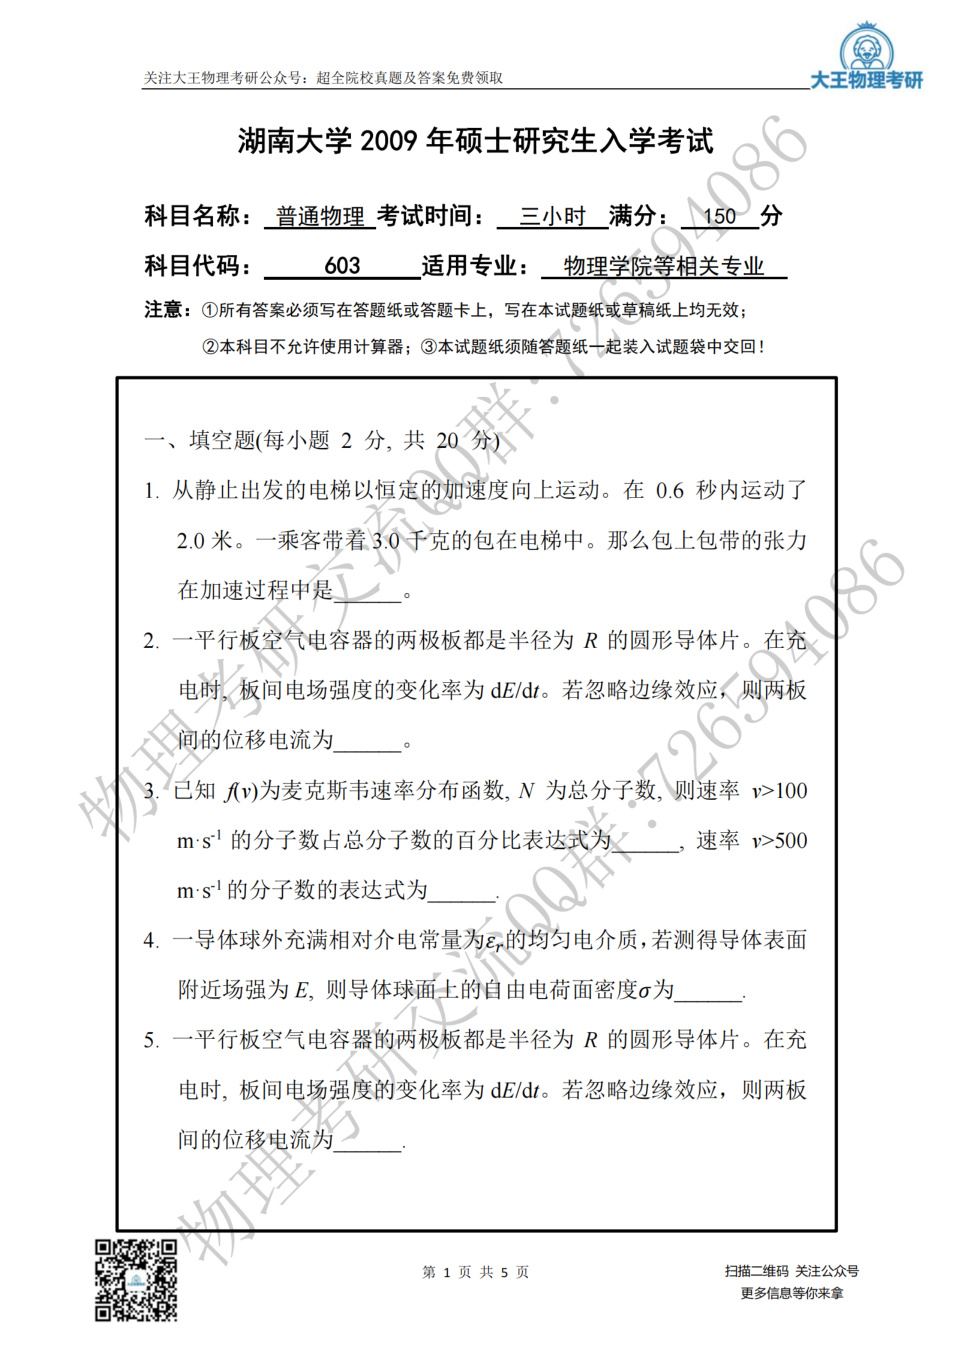 关注大王物理考研公众号：超全院校真题及答案免费领取
大王物理考研
湖南大学 2009 年硕士研究生入学考试
科目名称： 普通物理 考试时间： 三小时 满分： 150 分
科目代码： 603 适用专业： 物理学院等相关专业
注意：①所有答案必须写在答题纸或答题卡上，写在本试题纸或草稿纸上均无效；
②本科目不允许使用计算器；③本试题纸须随答题纸一起装入试题袋中交回！
一、填空题(每小题 2 分, 共 20 分)
1. 从静止出发的电梯以恒定的加速度向上运动。在 0.6 秒内运动了
2.0 米。一乘客带着 3.0 千克的包在电梯中。那么包上包带的张力
在加速过程中是______。
2. 一平行板空气电容器的两极板都是半径为 R 的圆形导体片。在充
电时, 板间电场强度的变化率为 dE/dt。若忽略边缘效应，则两板
间的位移电流为______。
3. 已知 f(v)为麦克斯韦速率分布函数, N 为总分子数, 则速率 v>100
m·s⁻¹ 的分子数占总分子数的百分比表达式为______, 速率 v>500
m·s⁻¹ 的分子数的表达式为______.
4. 一导体球外充满相对介电常量为εᵣ的均匀电介质,若测得导体表面
附近场强为 E, 则导体球面上的自由电荷面密度σ为______.
5. 一平行板空气电容器的两极板都是半径为 R 的圆形导体片。在充
电时, 板间电场强度的变化率为 dE/dt。若忽略边缘效应，则两板
间的位移电流为______.
物理考研交流QQ群:726594086
物理考研交流QQ群:726594086
第 1 页 共 5 页
扫描二维码 关注公众号
更多信息等你来拿